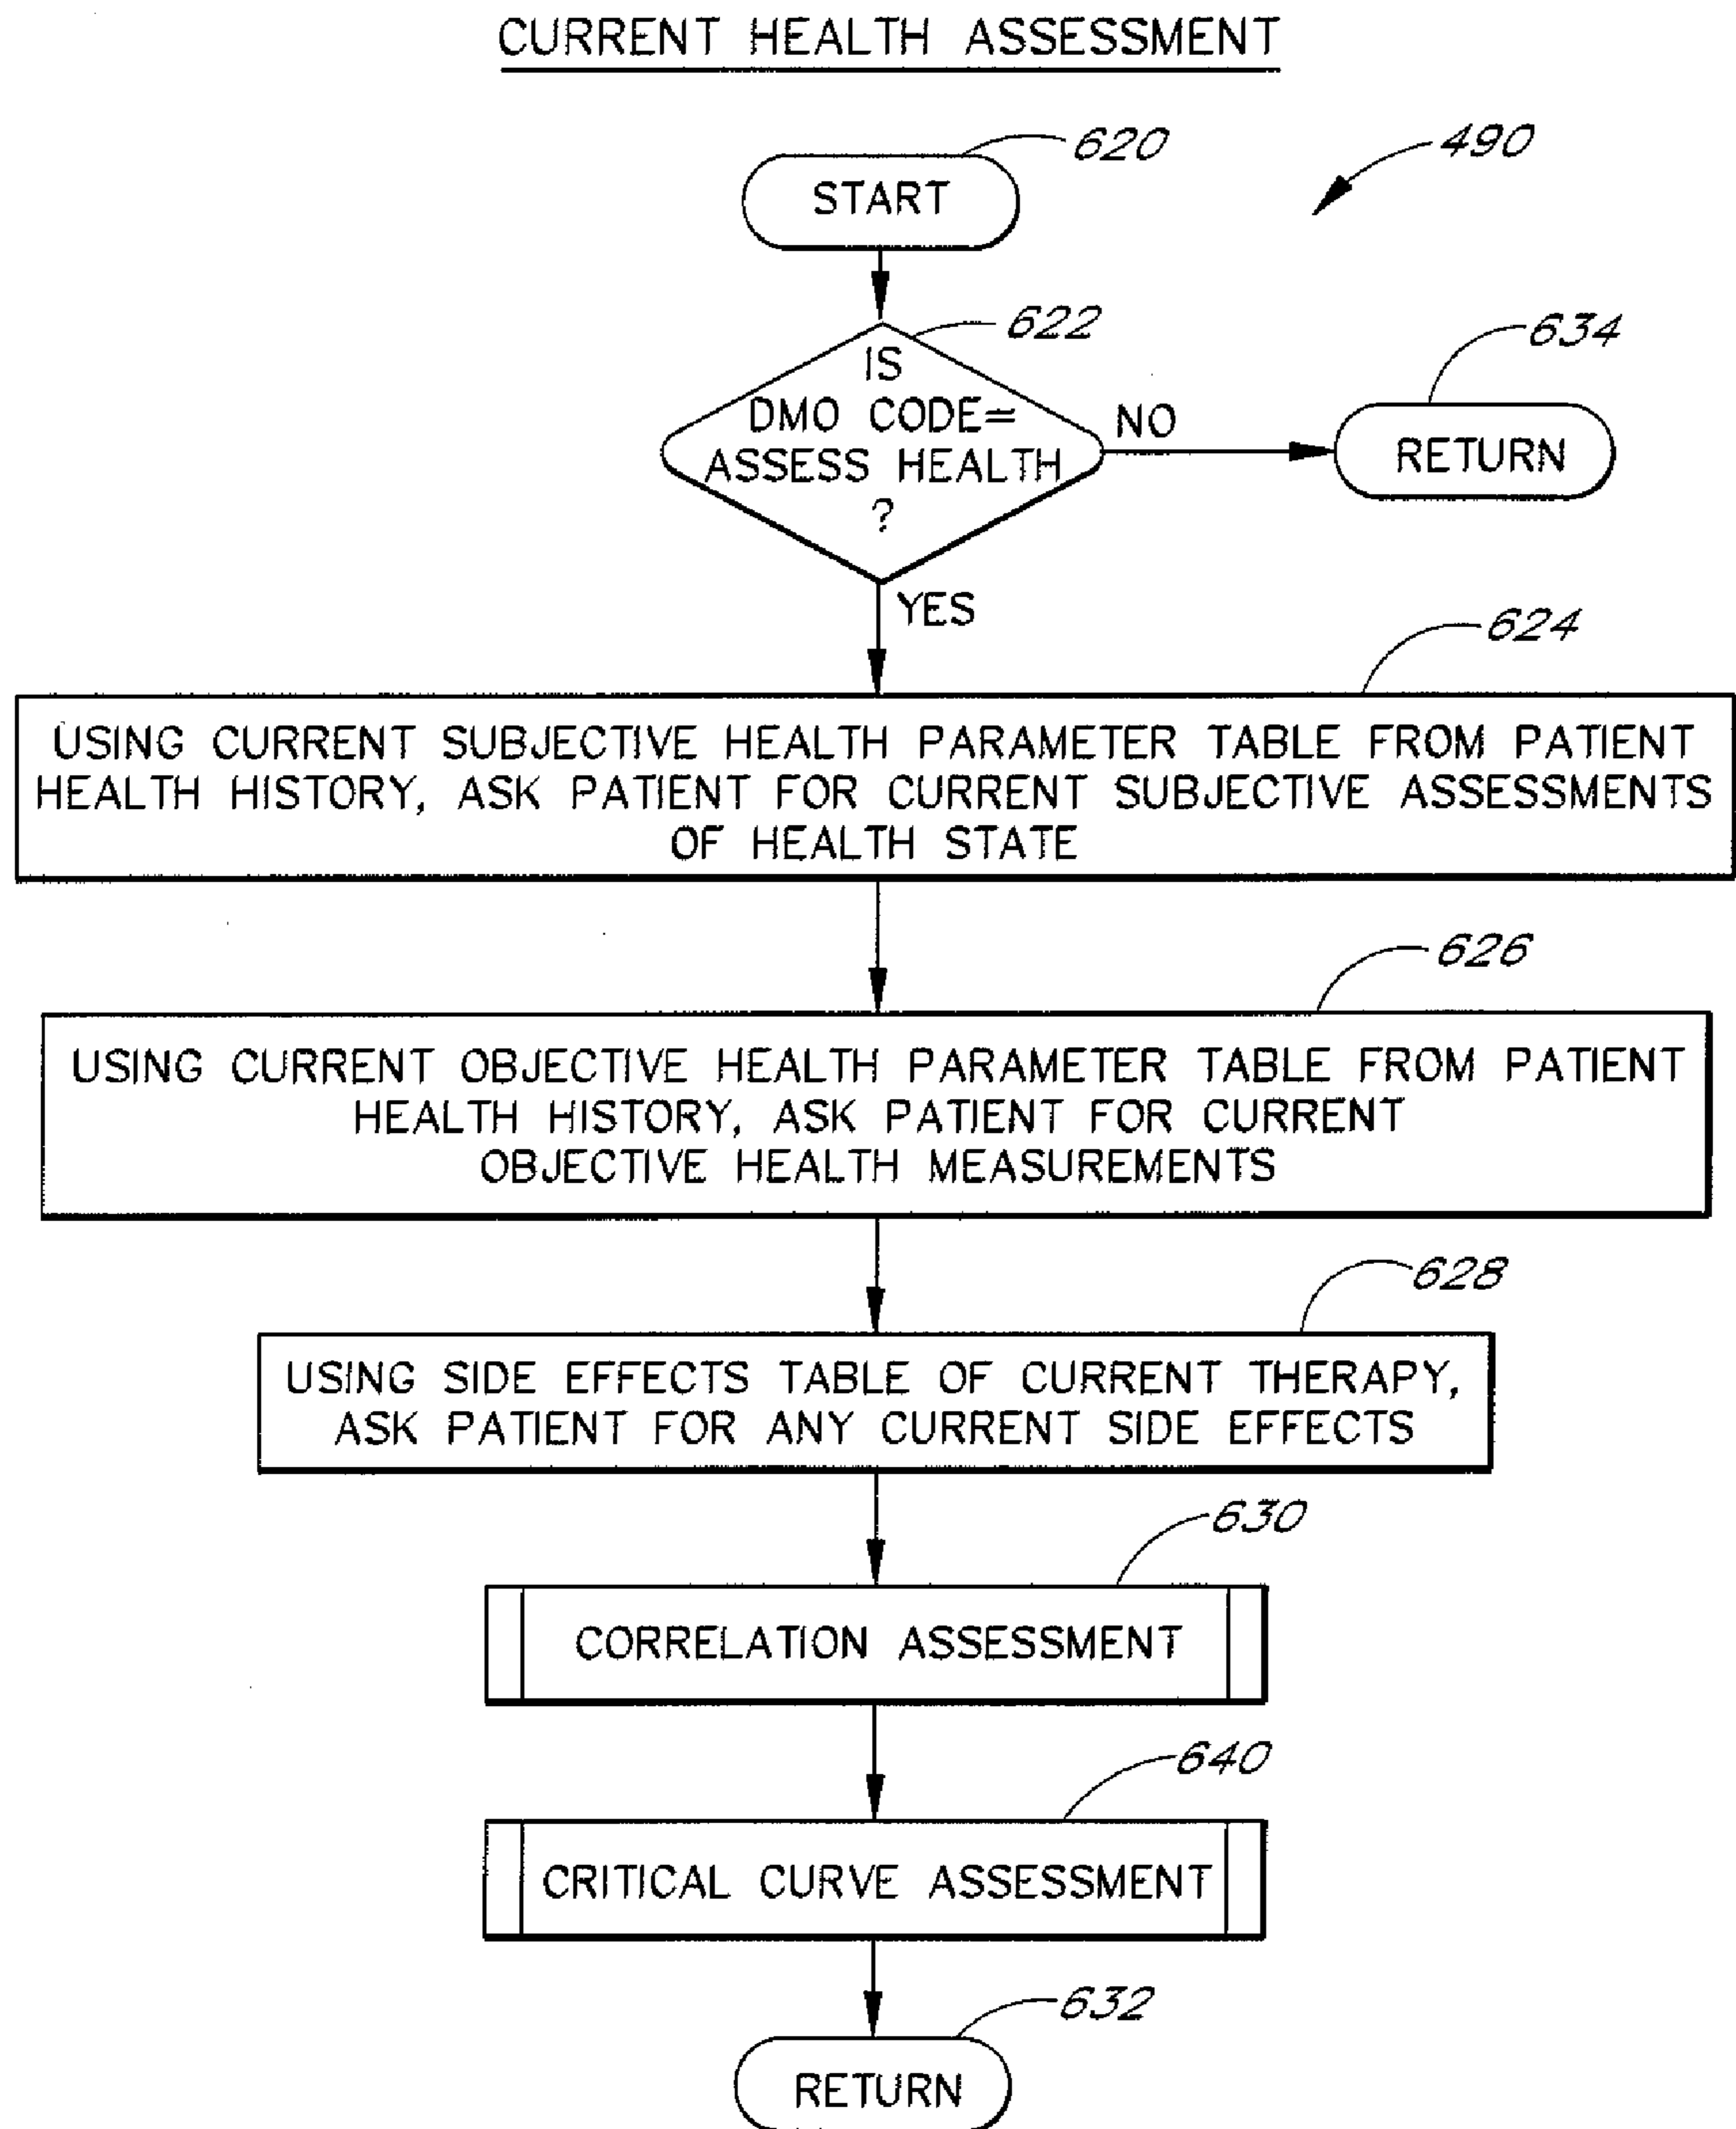 CURRENT HEALTH ASSESSMENT
620
490
START
622
634
IS
DMO CODE=
ASSESS HEALTH
?
NO
RETURN
YES
624
USING CURRENT SUBJECTIVE HEALTH PARAMETER TABLE FROM PATIENT
HEALTH HISTORY, ASK PATIENT FOR CURRENT SUBJECTIVE ASSESSMENTS
OF HEALTH STATE
626
USING CURRENT OBJECTIVE HEALTH PARAMETER TABLE FROM PATIENT
HEALTH HISTORY, ASK PATIENT FOR CURRENT
OBJECTIVE HEALTH MEASUREMENTS
628
USING SIDE EFFECTS TABLE OF CURRENT THERAPY,
ASK PATIENT FOR ANY CURRENT SIDE EFFECTS
630
CORRELATION ASSESSMENT
640
CRITICAL CURVE ASSESSMENT
632
RETURN